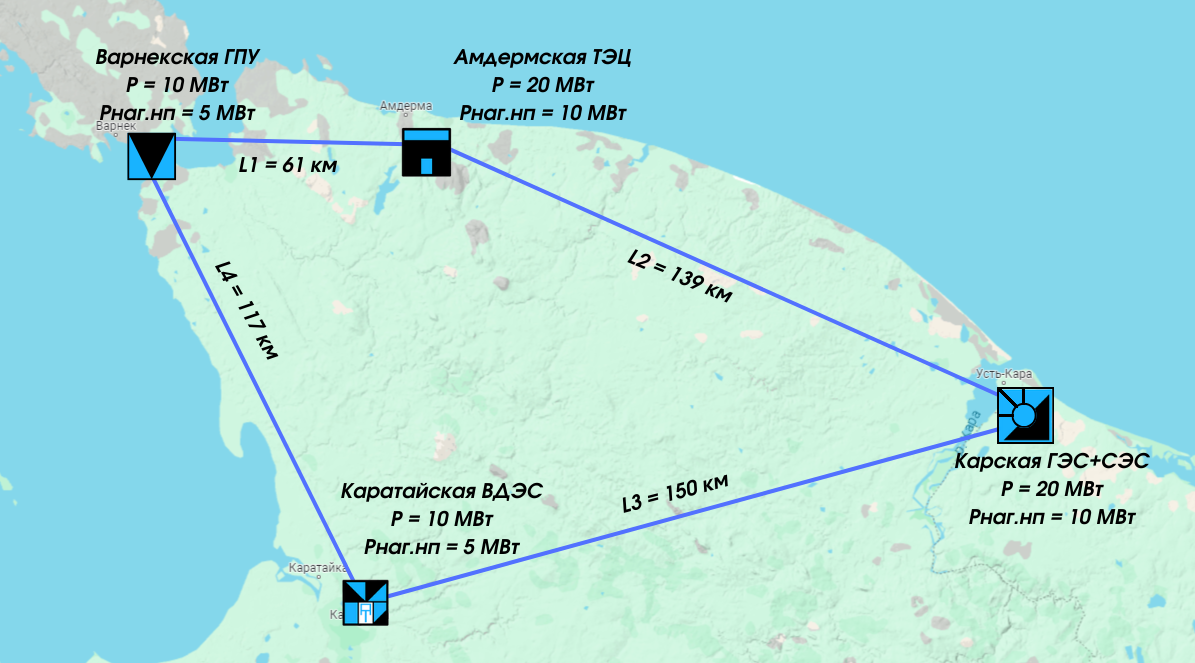 Варнекская ГПУ
Р = 10 МВт
Рнаг.нп = 5 МВт
Варнек
Амдермская ТЭЦ
Р = 20 МВт
Рнаг.нп = 10 МВт
Амдерма
L1 = 61 км
L2 = 139 км
L4 = 117 км
Усть-Кара
Карская ГЭС+СЭС
Р = 20 МВт
Рнаг.нп = 10 МВт
L3 = 150 км
Каратайская ВДЭС
Р = 10 МВт
Рнаг.нп = 5 МВт
Каратайка